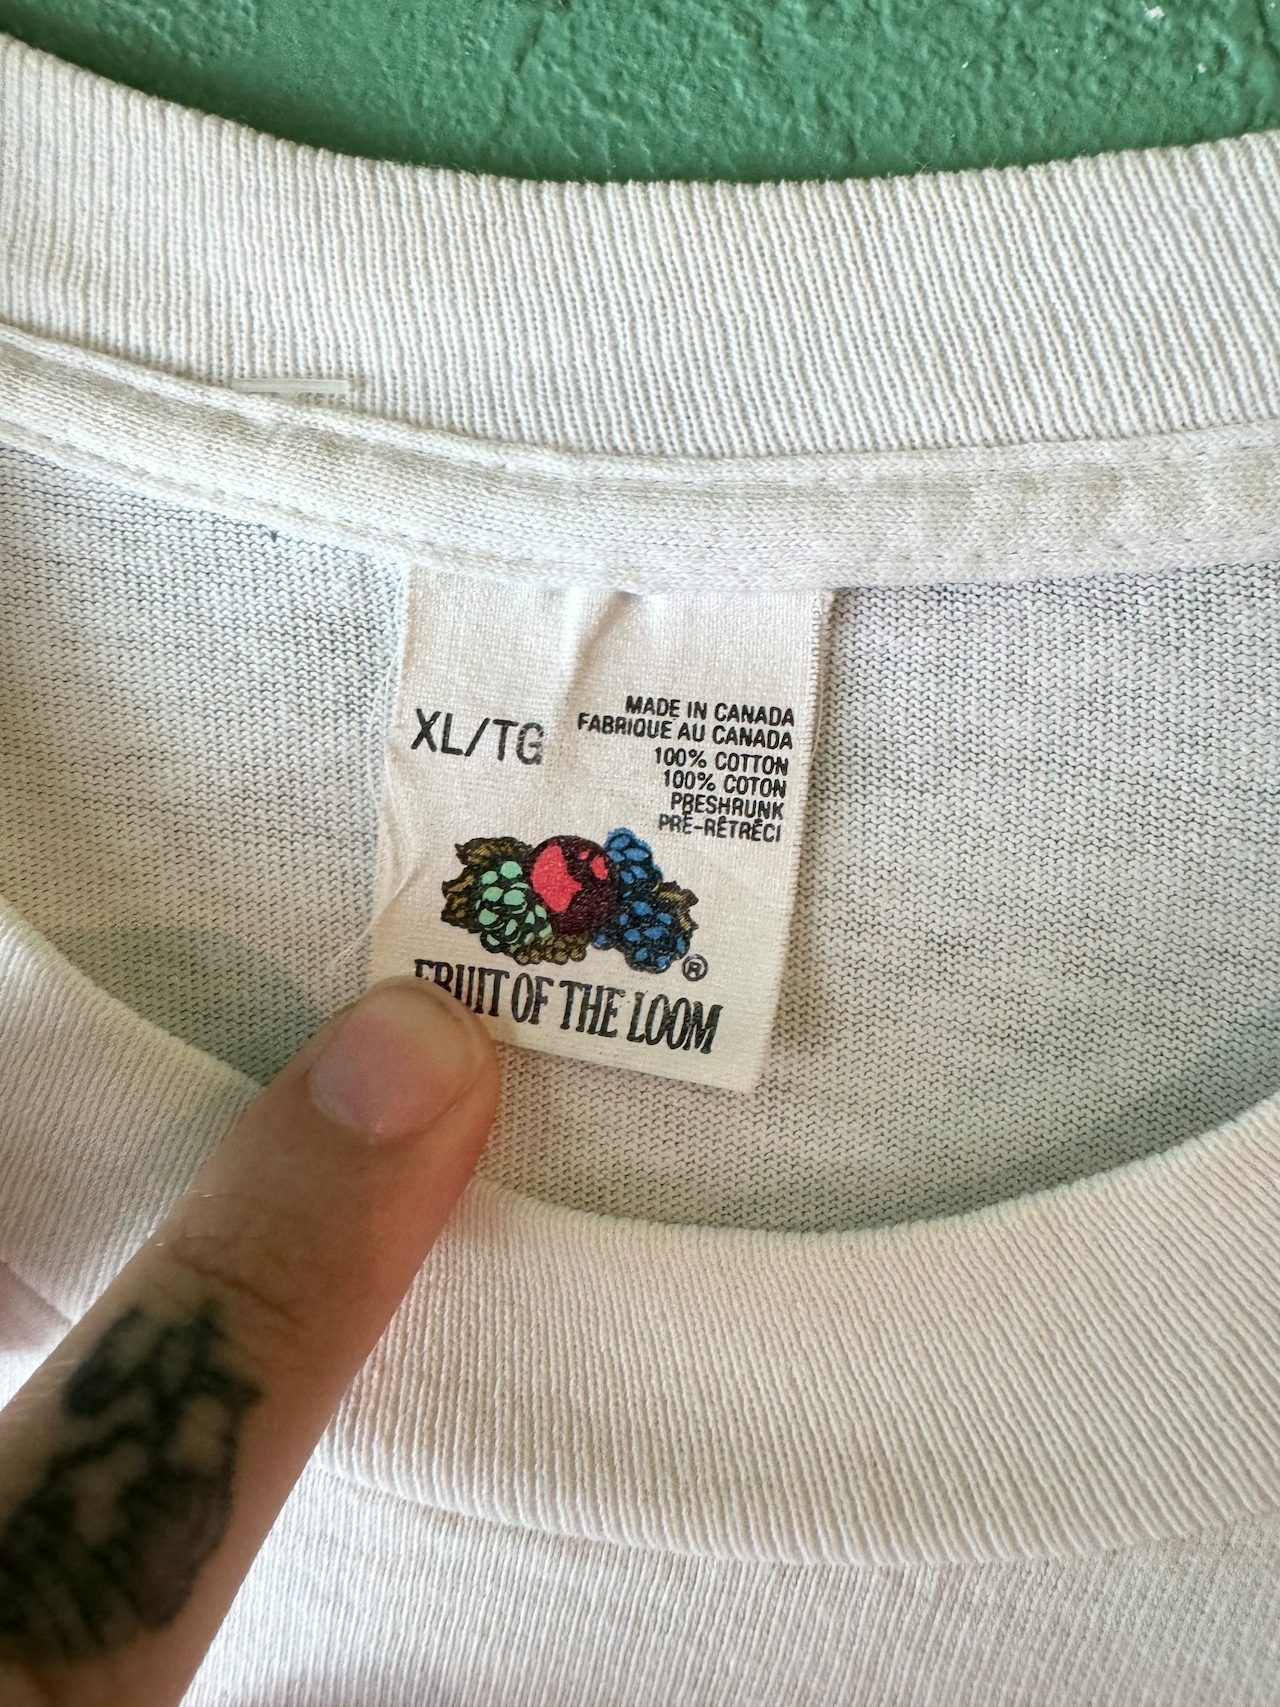 XL/TG
MADE IN CANADA
FABRIQUE AU CANADA
100% COTTON
100% COTON
PRESHRUNK
PRÉ-RÉTRÉCI
®
FRUIT OF THE LOOM